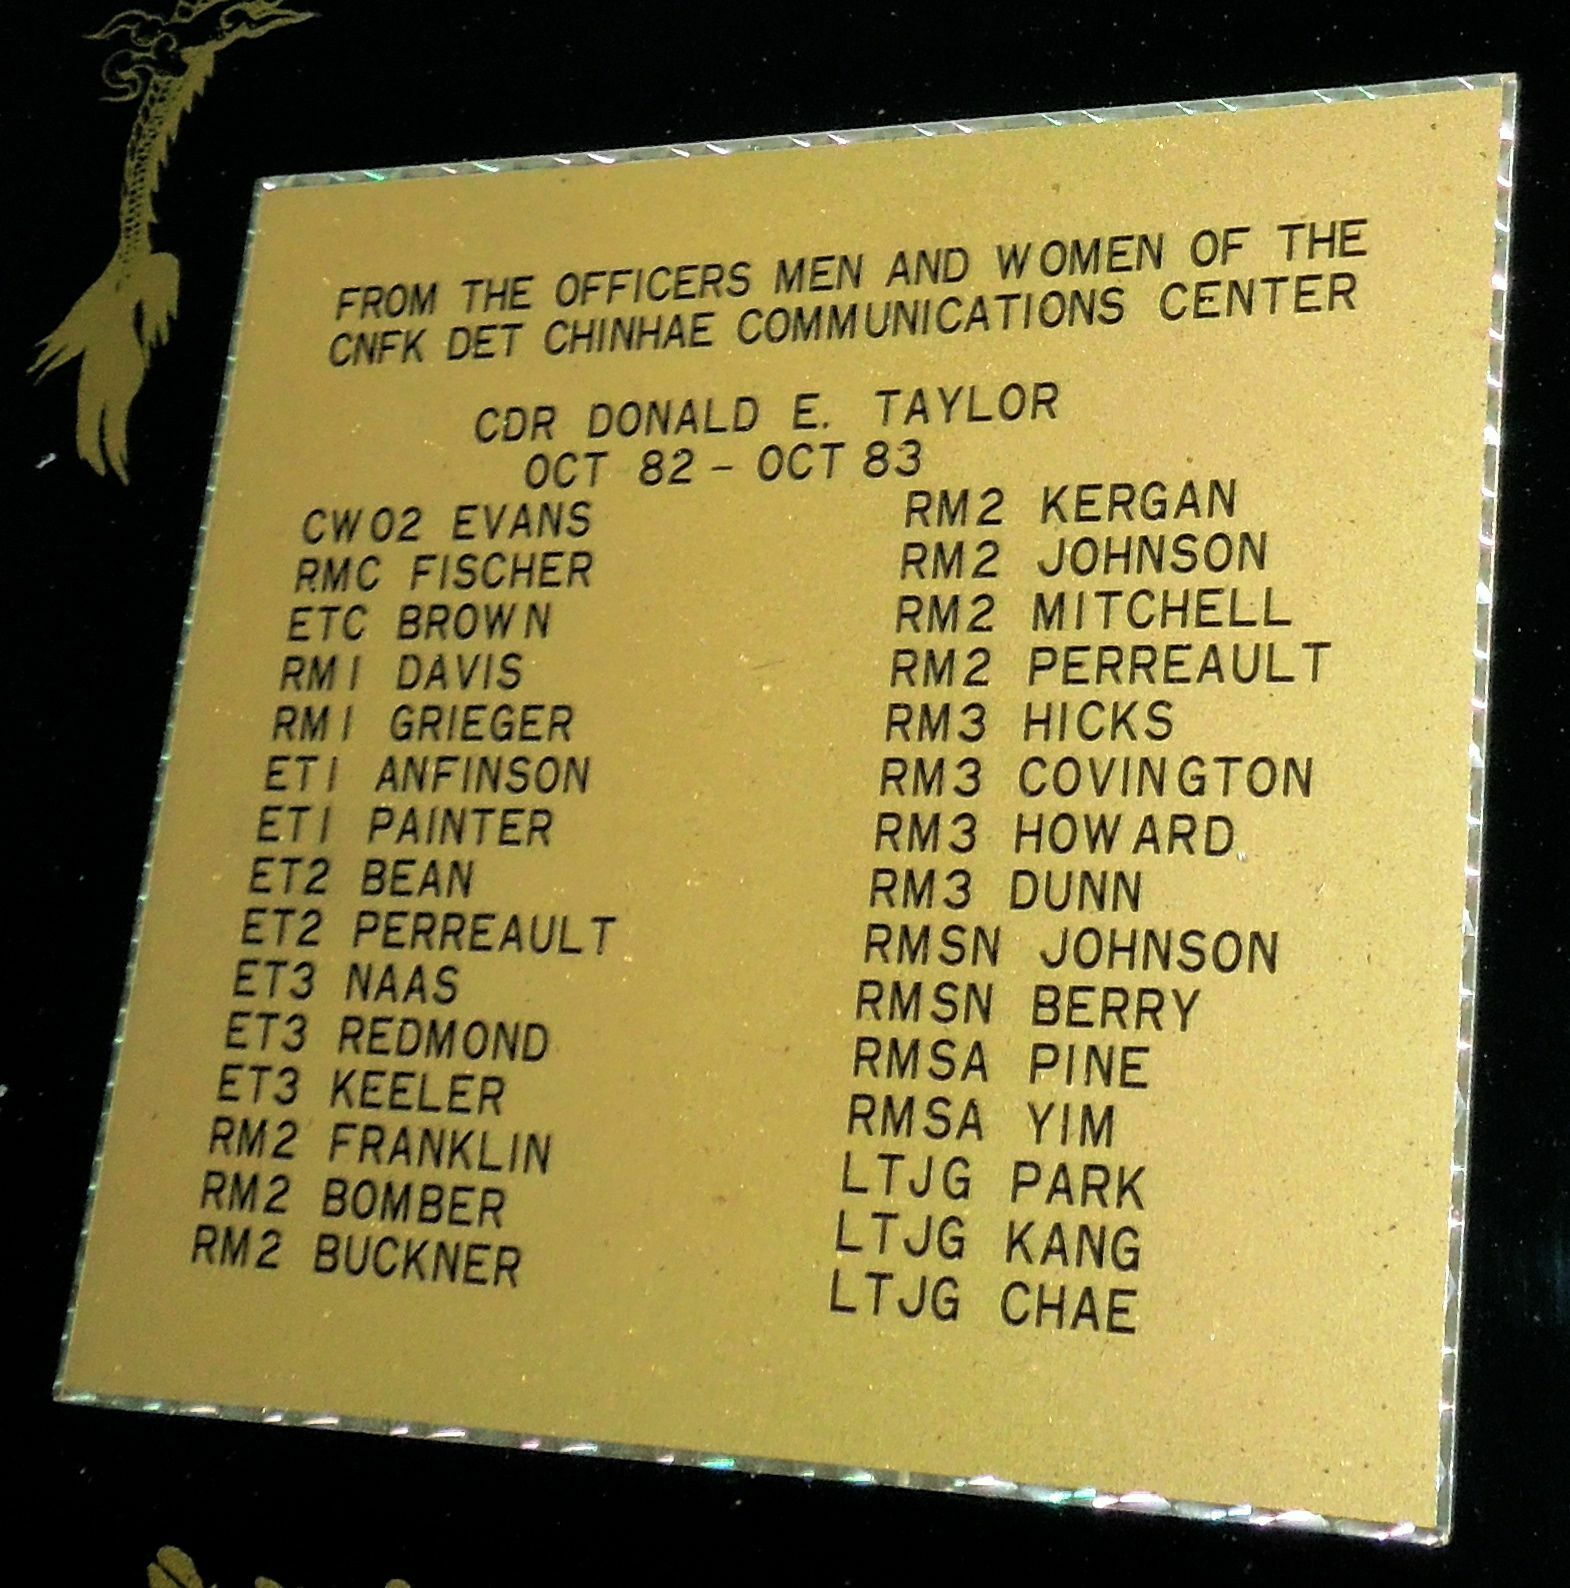 FROM THE OFFICERS MEN AND WOMEN OF THE
CNFK DET CHINHAE COMMUNICATIONS CENTER
CDR DONALD E. TAYLOR
OCT 82 - OCT 83
CWO2 EVANS
RMC FISCHER
ETC BROWN
RM1 DAVIS
RM1 GRIEGER
ET1 ANFINSON
ET1 PAINTER
ET2 BEAN
ET2 PERREAULT
ET3 NAAS
ET3 REDMOND
ET3 KEELER
RM2 FRANKLIN
RM2 BOMBER
RM2 BUCKNER
RM2 KERGAN
RM2 JOHNSON
RM2 MITCHELL
RM2 PERREAULT
RM3 HICKS
RM3 COVINGTON
RM3 HOWARD
RM3 DUNN
RMSN JOHNSON
RMSN BERRY
RMSA PINE
RMSA YIM
LTJG PARK
LTJG KANG
LTJG CHAE